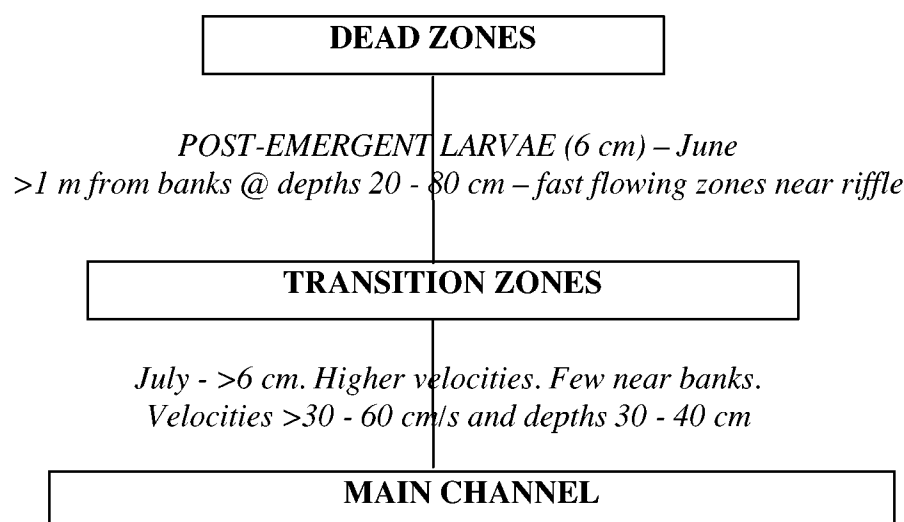 DEAD ZONES
POST-EMERGENT LARVAE (6 cm) – June
>1 m from banks @ depths 20 - 80 cm – fast flowing zones near riffle
TRANSITION ZONES
July - >6 cm. Higher velocities. Few near banks.
Velocities >30 - 60 cm/s and depths 30 - 40 cm
MAIN CHANNEL